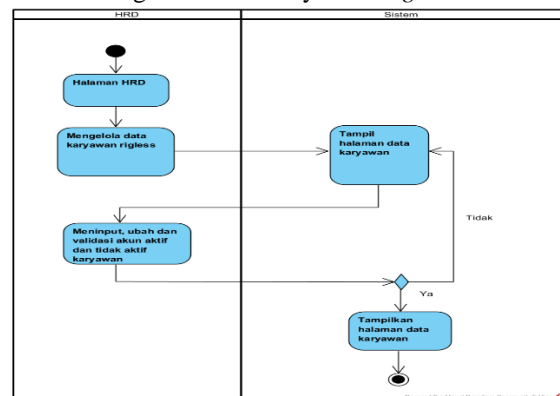 HRD
Sistem
Halaman HRD
Mengelola data
karyawan rigless
Tampil
halaman data
karyawan
Meninput, ubah dan
validasi akun aktif
dan tidak aktif
karyawan
Tidak
Ya
Tampilkan
halaman data
karyawan